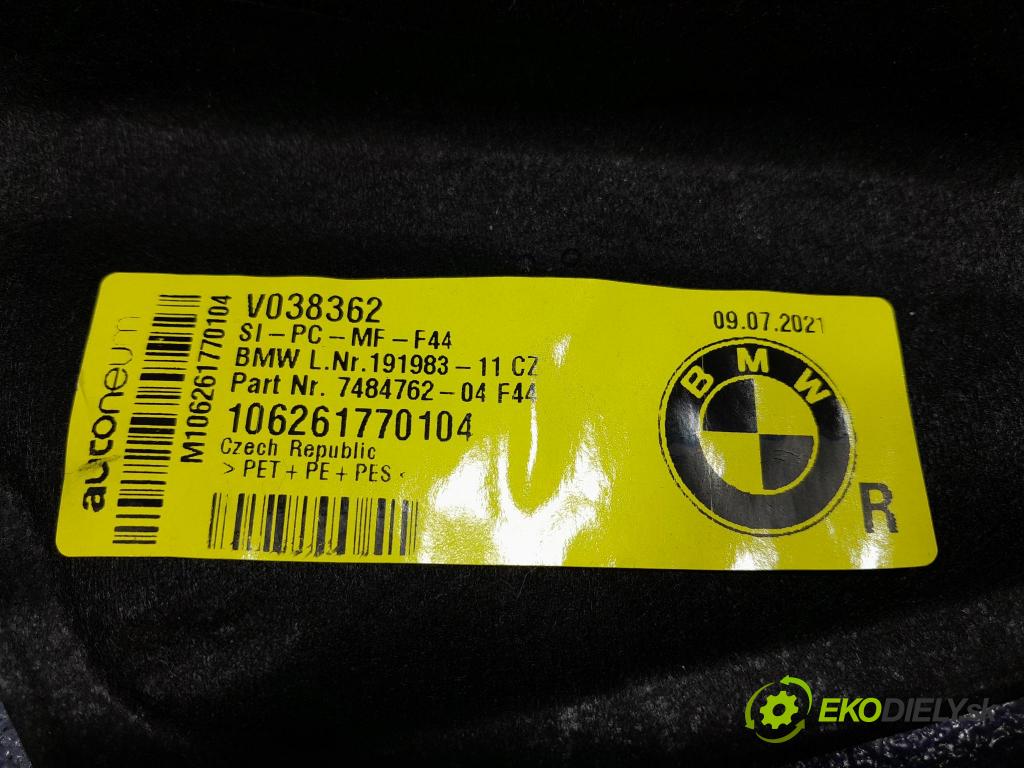 autoneum
M106261770104
V038362
SI-PC-MF-F44
BMW L.Nr.191983-11 CZ
Part Nr. 7484762-04 F44
106261770104
Czech Republic
> PET + PE + PES <
09.07.2021
BMW
R
EKODIELY.sk